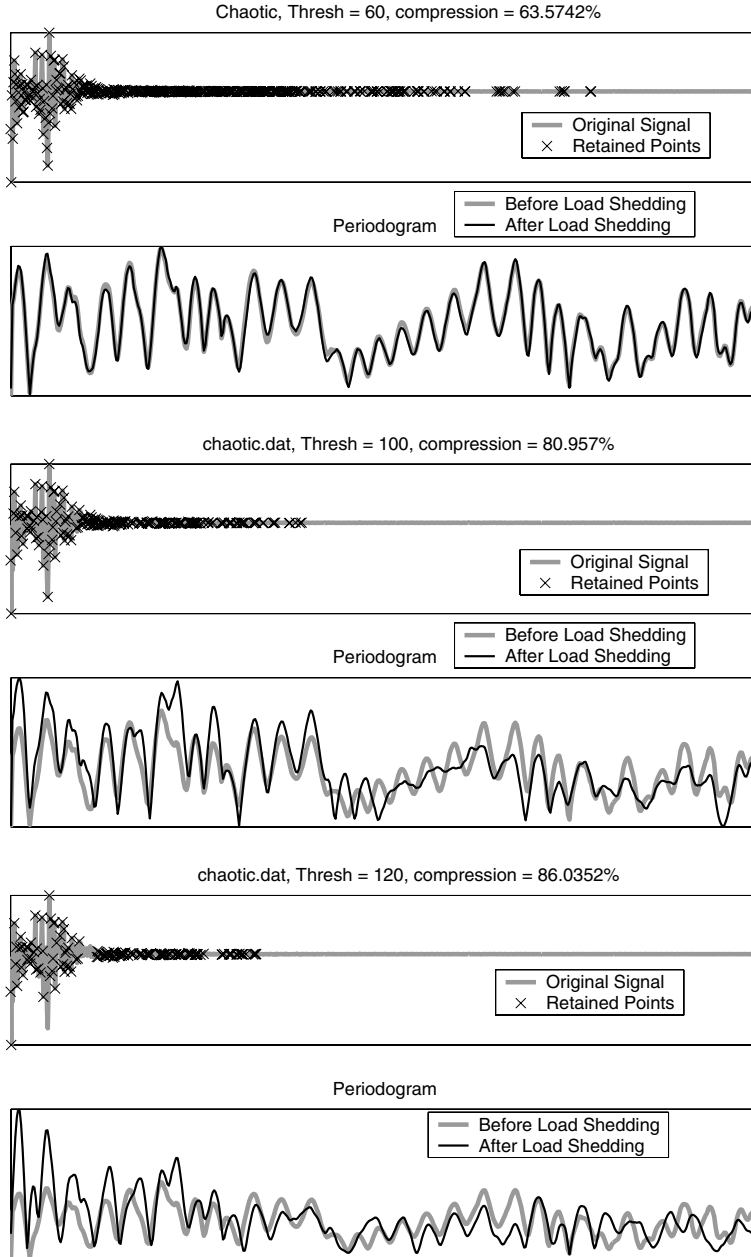 Chaotic, Thresh = 60, compression = 63.5742%
Original Signal
Retained Points
Periodogram
Before Load Shedding
After Load Shedding
chaotic.dat, Thresh = 100, compression = 80.957%
Original Signal
Retained Points
Periodogram
Before Load Shedding
After Load Shedding
chaotic.dat, Thresh = 120, compression = 86.0352%
Original Signal
Retained Points
Periodogram
Before Load Shedding
After Load Shedding